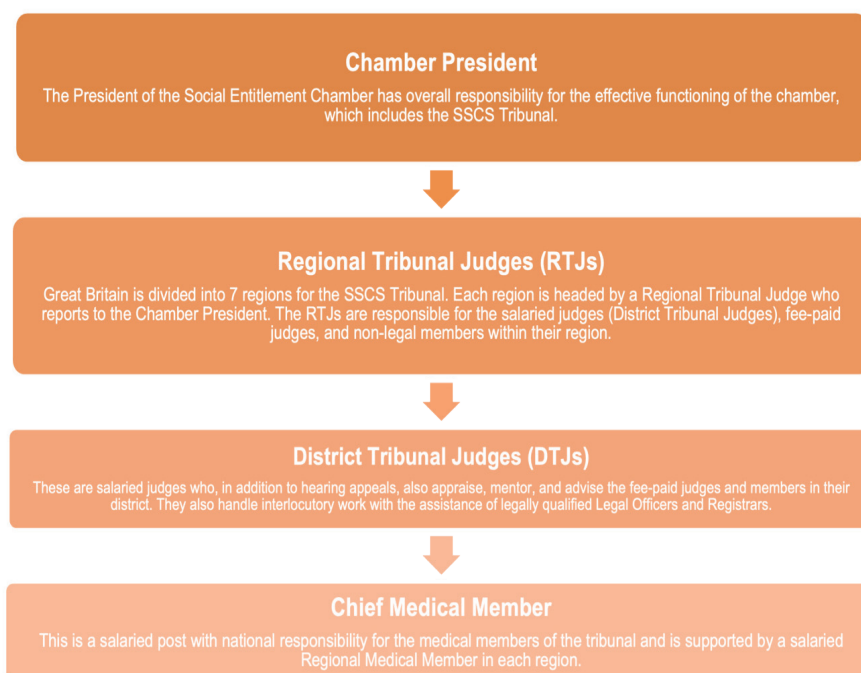 Chamber President
The President of the Social Entitlement Chamber has overall responsibility for the effective functioning of the chamber,
which includes the SSCS Tribunal.
Regional Tribunal Judges (RTJs)
Great Britain is divided into 7 regions for the SSCS Tribunal. Each region is headed by a Regional Tribunal Judge who
reports to the Chamber President. The RTJs are responsible for the salaried judges (District Tribunal Judges), fee-paid
judges, and non-legal members within their region.
District Tribunal Judges (DTJs)
These are salaried judges who, in addition to hearing appeals, also appraise, mentor, and advise the fee-paid judges and members in their
district. They also handle interlocutory work with the assistance of legally qualified Legal Officers and Registrars.
Chief Medical Member
This is a salaried post with national responsibility for the medical members of the tribunal and is supported by a salaried
Regional Medical Member in each region.